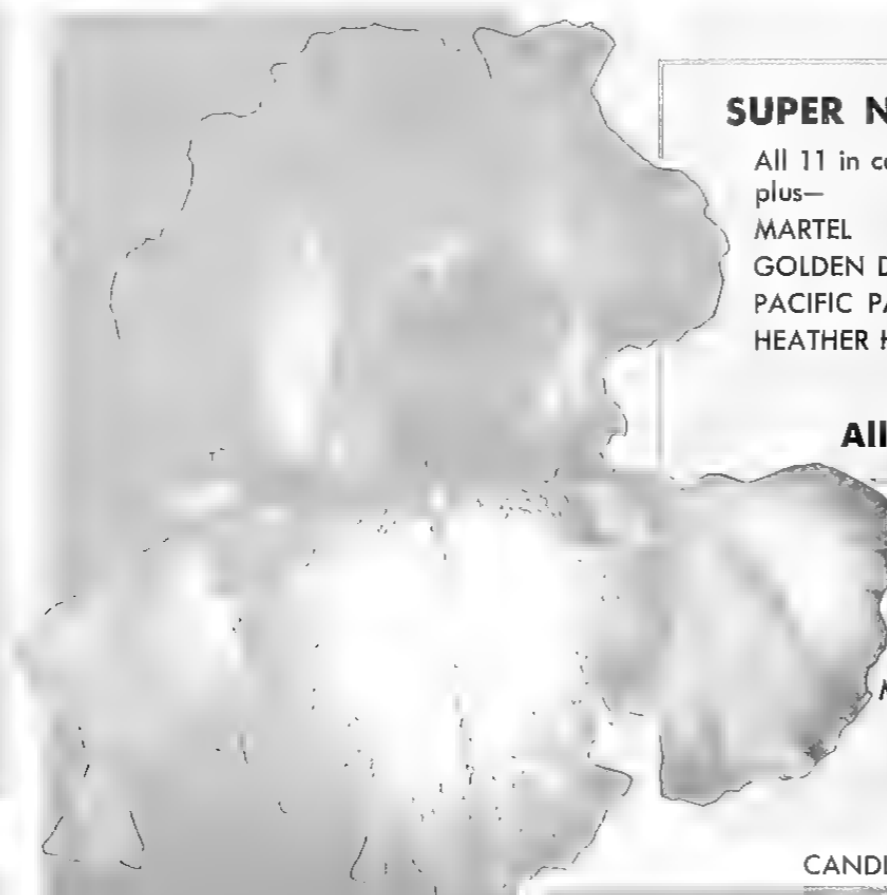 SUPER N
All 11 in co
plus—
MARTEL
GOLDEN D
PACIFIC PA
HEATHER H
All
CANDI